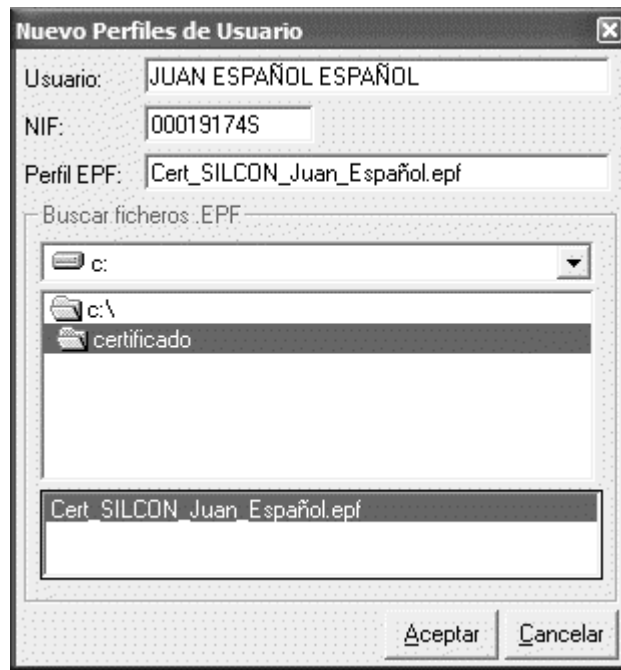 Nuevo Perfiles de Usuario
Usuario: JUAN ESPAÑOL ESPAÑOL
NIF: 00019174S
Perfil EPF: Cert_SILCON_Juan_Español.epf
Buscar ficheros .EPF
c:
c:\
certificado
Cert_SILCON_Juan_Español.epf
Aceptar Cancelar